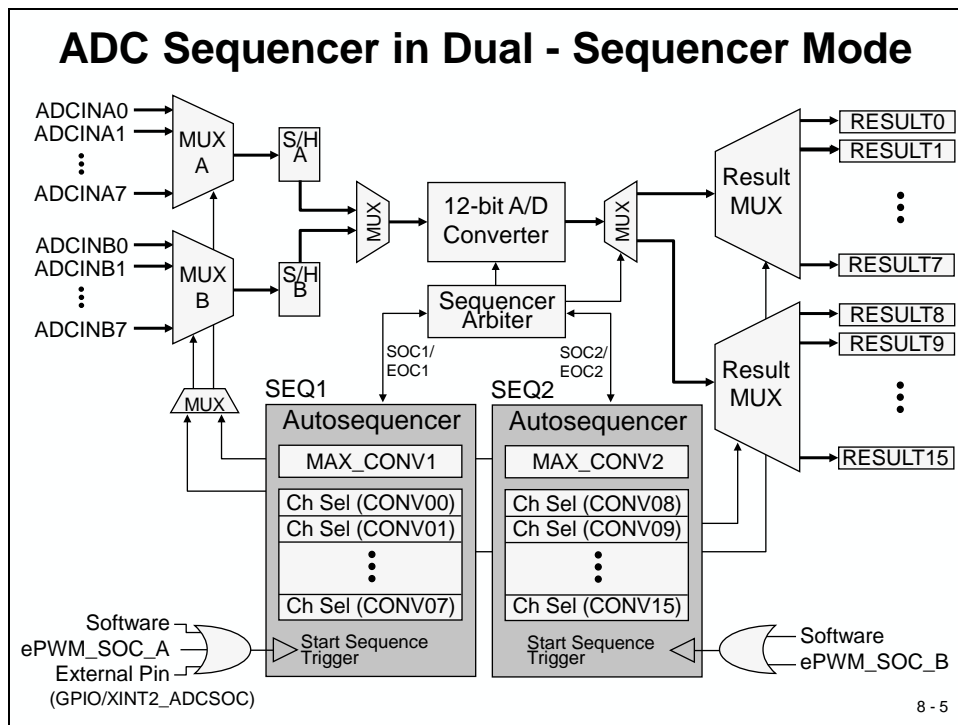 ADC Sequencer in Dual - Sequencer Mode
ADCINA0
ADCINA1
ADCINA7
MUX
A
S/H
A
ADCINB0
ADCINB1
ADCINB7
MUX
B
S/H
B
MUX
12-bit A/D
Converter
MUX
Sequencer
Arbiter
Result
MUX
RESULT0
RESULT1
RESULT7
Result
MUX
RESULT8
RESULT9
RESULT15
SOC1/
EOC1
SOC2/
EOC2
MUX
SEQ1
Autosequencer
MAX_CONV1
Ch Sel (CONV00)
Ch Sel (CONV01)
Ch Sel (CONV07)
Start Sequence
Trigger
SEQ2
Autosequencer
MAX_CONV2
Ch Sel (CONV08)
Ch Sel (CONV09)
Ch Sel (CONV15)
Start Sequence
Trigger
Software
ePWM_SOC_A
External Pin
(GPIO/XINT2_ADCSOC)
Software
ePWM_SOC_B
8 - 5